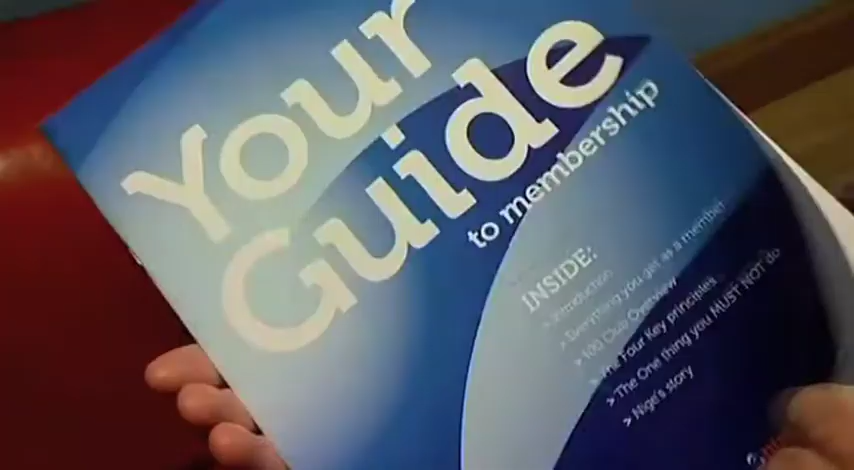 Your
Guide
to membership
INSIDE:
> Introduction
> Everything you get as a member
> 100 Club Overview
> The Four Key principles
> The One thing you MUST NOT do
> Nige's story